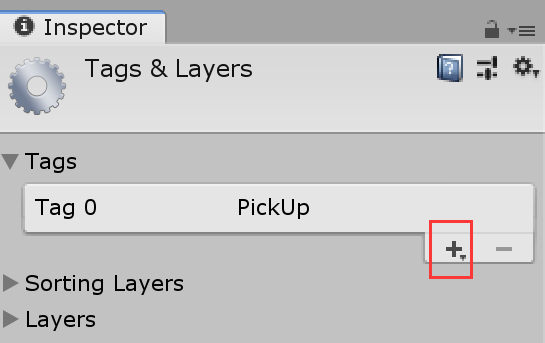 Inspector
Tags & Layers
Tags
Tag 0 PickUp
Sorting Layers
Layers